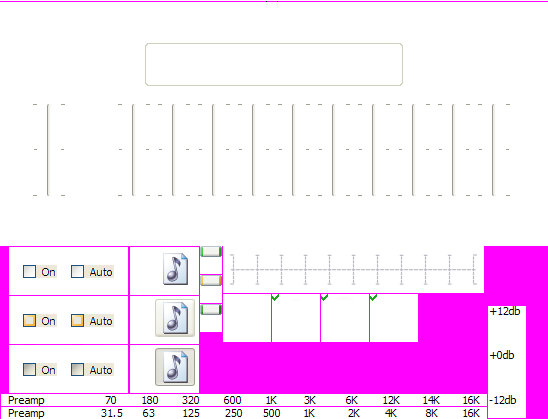 On Auto
+12db
On Auto
+0db
On Auto
Preamp 70 180 320 600 1K 3K 6K 12K 14K 16K -12db
Preamp 31.5 63 125 250 500 1K 2K 4K 8K 16K